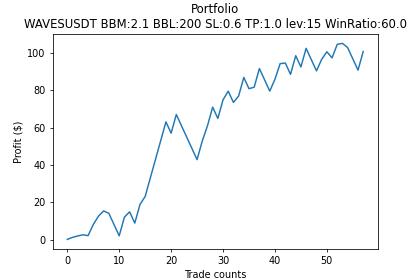 Portfolio
WAVESUSDT BBM:2.1 BBL:200 SL:0.6 TP:1.0 lev:15 WinRatio:60.0
100
80
60
40
20
0
Profit ($)
0 10 20 30 40 50
Trade counts